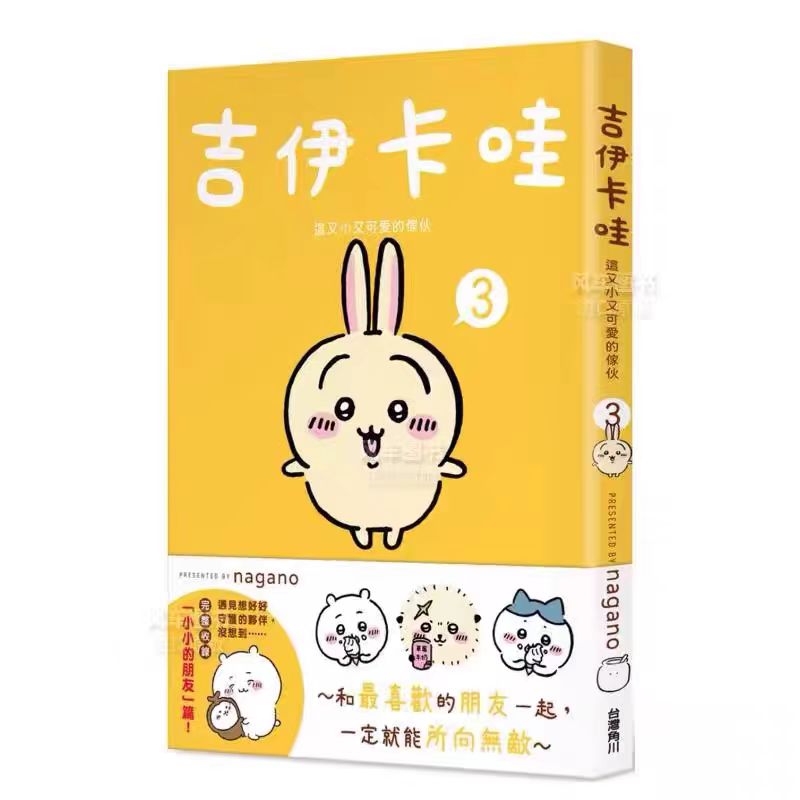 吉伊卡哇
這又小又可愛的傢伙
3
PRESENTED BY nagano
遇見想好好
守護的夥伴，
沒想到……
完整收錄
「小小的朋友」篇！
草莓
牛奶
～和最喜歡的朋友一起，
一定就能所向無敵～
吉伊卡哇
這又小又可愛的傢伙
3
PRESENTED BY nagano
台灣角川